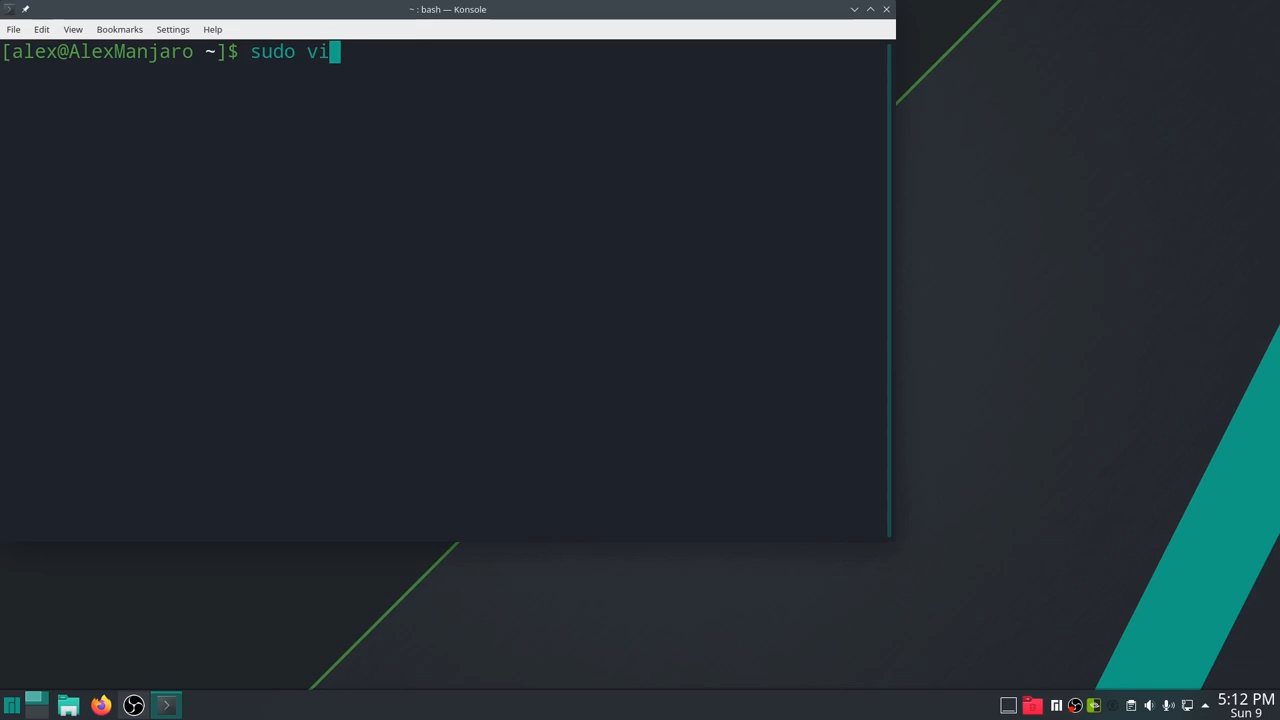 ~ : bash — Konsole
File Edit View Bookmarks Settings Help
[alex@AlexManjaro ~]$ sudo vi
5:12 PM
Sun 9